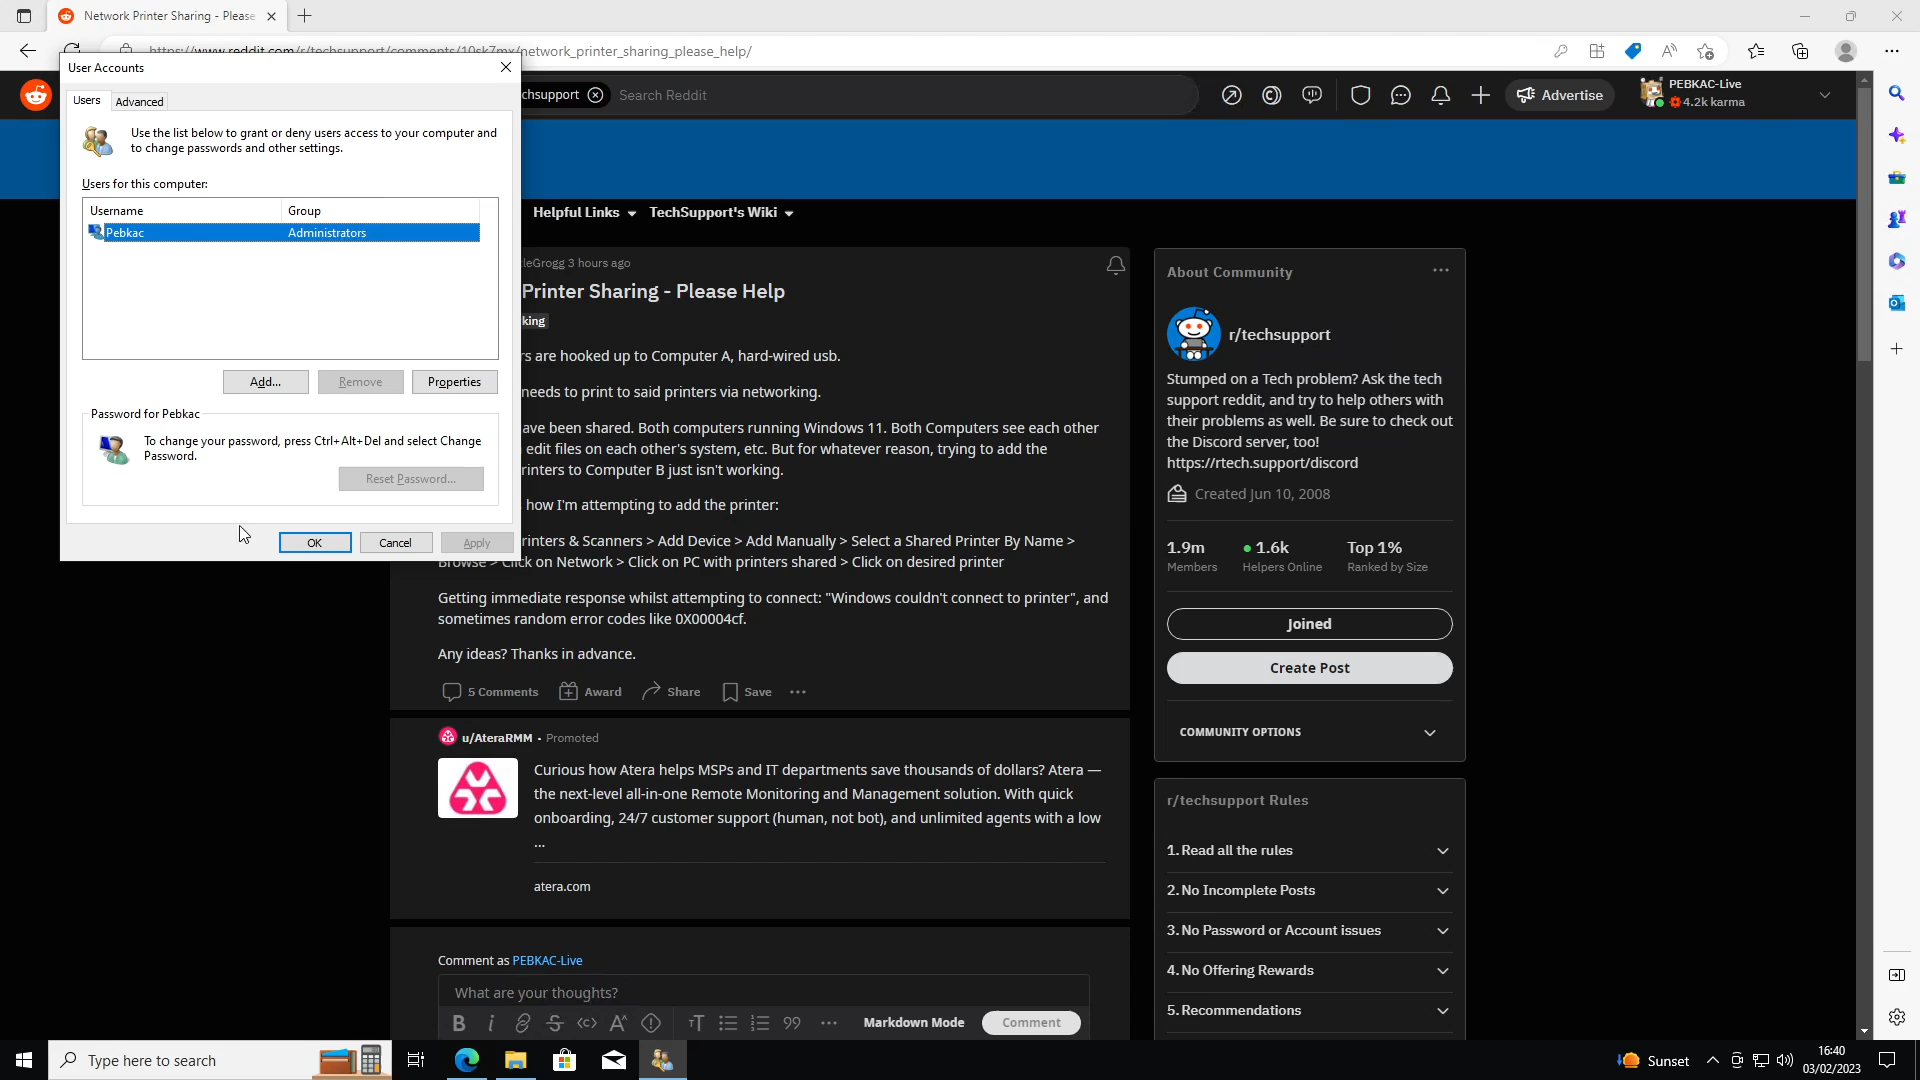 Network Printer Sharing - Please
https://www.reddit.com/r/techsupport/comments/10sk7mx/network_printer_sharing_please_help/
User Accounts
Users
Advanced
Use the list below to grant or deny users access to your computer and
to change passwords and other settings.
Users for this computer:
Username
Group
Pebkac
Administrators
Add...
Remove
Properties
Password for Pebkac
To change your password, press Ctrl+Alt+Del and select Change
Password.
Reset Password...
OK
Cancel
Apply
chsupport
Search Reddit
Advertise
PEBKAC-Live
4.2k karma
Helpful Links
TechSupport's Wiki
leGrogg 3 hours ago
Printer Sharing - Please Help
king
rs are hooked up to Computer A, hard-wired usb.
needs to print to said printers via networking.
ave been shared. Both computers running Windows 11. Both Computers see each other
edit files on each other's system, etc. But for whatever reason, trying to add the
rinters to Computer B just isn't working.
how I'm attempting to add the printer:
rinters & Scanners > Add Device > Add Manually > Select a Shared Printer By Name >
Browse > Click on Network > Click on PC with printers shared > Click on desired printer
Getting immediate response whilst attempting to connect: "Windows couldn't connect to printer", and
sometimes random error codes like 0X00004cf.
Any ideas? Thanks in advance.
5 Comments
Award
Share
Save
u/AteraRMM • Promoted
Curious how Atera helps MSPs and IT departments save thousands of dollars? Atera —
the next-level all-in-one Remote Monitoring and Management solution. With quick
onboarding, 24/7 customer support (human, not bot), and unlimited agents with a low
...
atera.com
Comment as PEBKAC-Live
What are your thoughts?
Markdown Mode
Comment
About Community
r/techsupport
Stumped on a Tech problem? Ask the tech
support reddit, and try to help others with
their problems as well. Be sure to check out
the Discord server, too!
https://rtech.support/discord
Created Jun 10, 2008
1.9m
1.6k
Top 1%
Members
Helpers Online
Ranked by Size
Joined
Create Post
COMMUNITY OPTIONS
r/techsupport Rules
1. Read all the rules
2. No Incomplete Posts
3. No Password or Account issues
4. No Offering Rewards
5. Recommendations
Type here to search
Sunset
16:40
03/02/2023